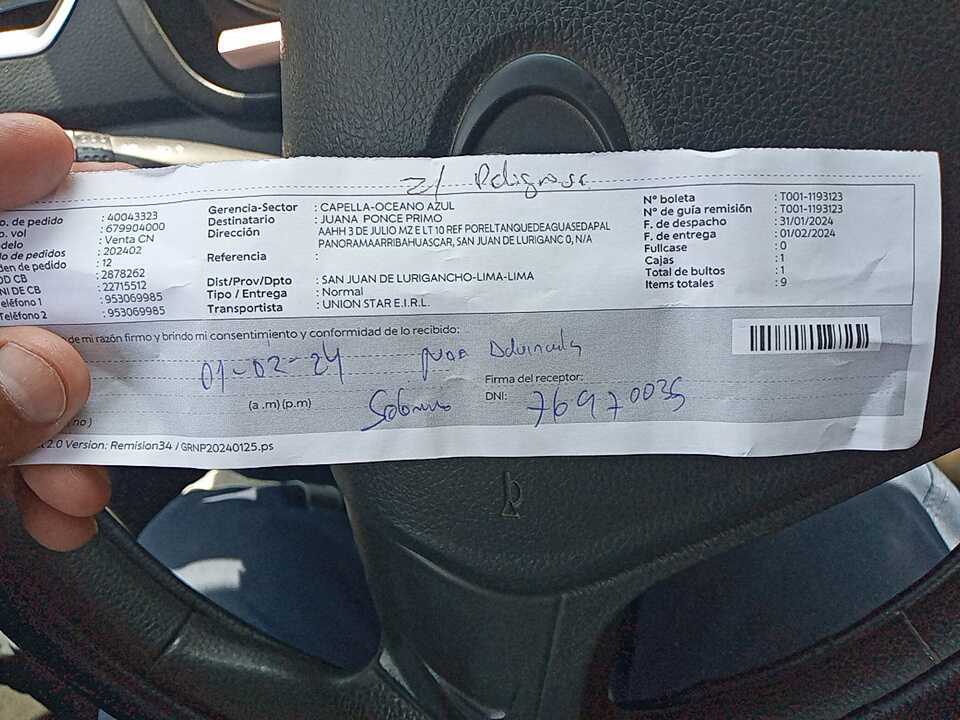 z/ Peligrosa
o. de pedido : 40043323
o. vol : 679904000
delo : Venta CN
o de pedidos : 202402
den de pedido : 12
OD CB : 2878262
NI DE CB : 22715512
eléfono 1 : 953069985
Teléfono 2 : 953069985
Gerencia-Sector : CAPELLA-OCEANO AZUL
Destinatario : JUANA PONCE PRIMO
Dirección : AAHH 3 DE JULIO MZ E LT 10 REF PORELTANQUEDEAGUASEDAPAL
PANORAMAARRIBAHUASCAR, SAN JUAN DE LURIGANC 0, N/A
Referencia :
Dist/Prov/Dpto : SAN JUAN DE LURIGANCHO-LIMA-LIMA
Tipo / Entrega : Normal
Transportista : UNION STAR E.I.R.L.
N° boleta : T001-1193123
N° de guía remisión : T001-1193123
F. de despacho : 31/01/2024
F. de entrega : 01/02/2024
Fullcase : 0
Cajas : 1
Total de bultos : 1
Items totales : 9
de mi razón firmo y brindo mi consentimiento y conformidad de lo recibido:
01-02-24
(a .m) (p.m)
Sobrino
Firma del receptor:
DNI: 76970035
no )
2.0 Version: Remision34 / GRNP20240125.ps